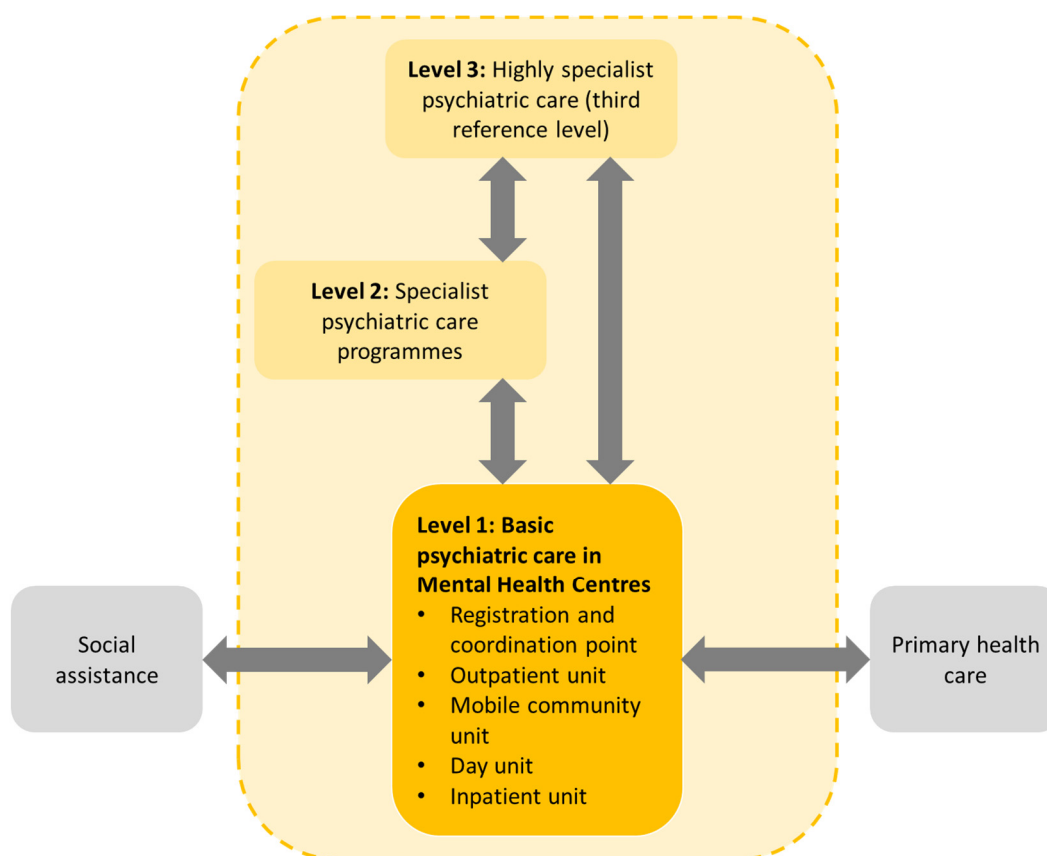 Level 3: Highly specialist
psychiatric care (third
reference level)
Level 2: Specialist
psychiatric care
programmes
Level 1: Basic
psychiatric care in
Mental Health Centres
• Registration and
coordination point
• Outpatient unit
• Mobile community
unit
• Day unit
• Inpatient unit
Social
assistance
Primary health
care